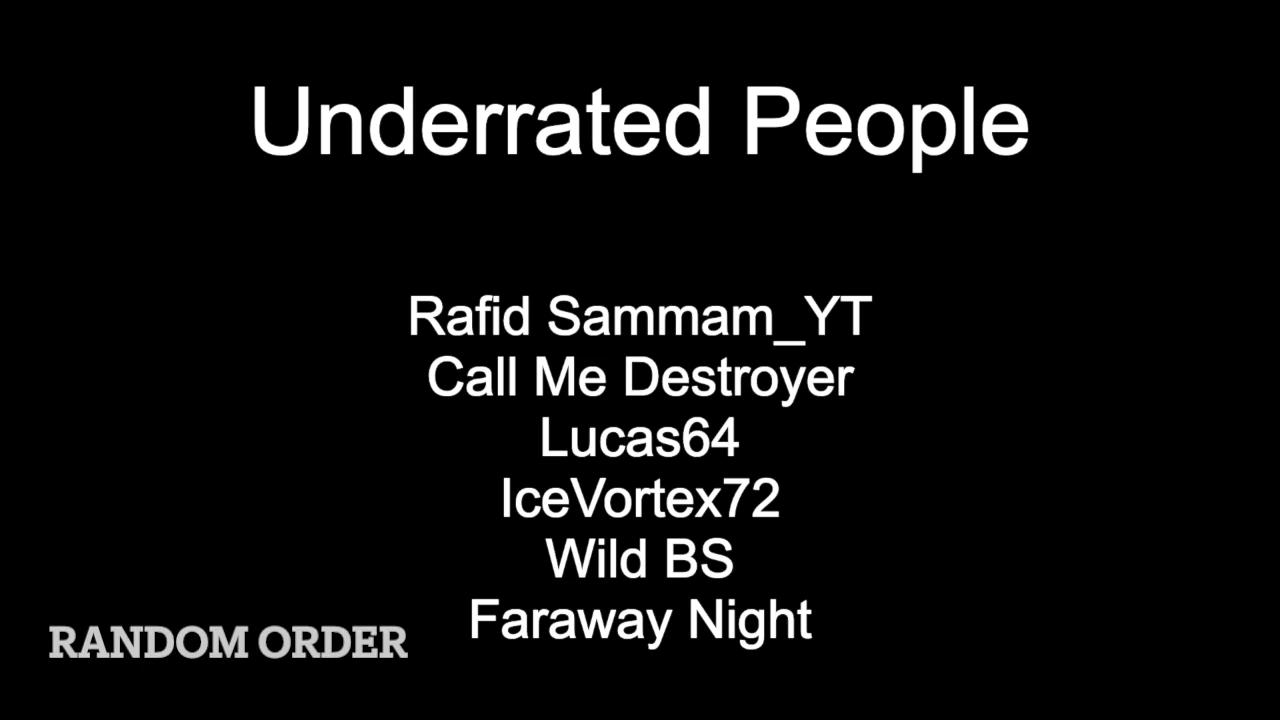 Underrated People
Rafid Sammam_YT
Call Me Destroyer
Lucas64
IceVortex72
Wild BS
Faraway Night
RANDOM ORDER